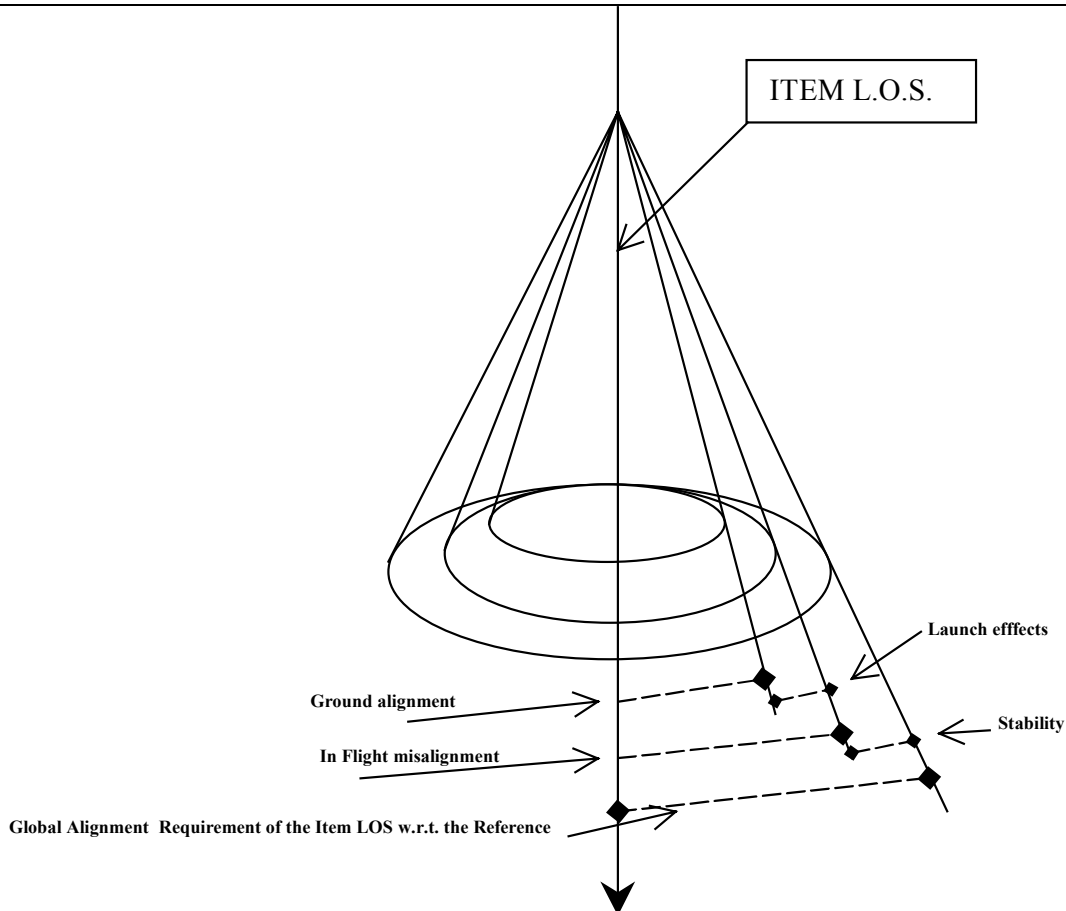 ITEM L.O.S.
Launch efffects
Ground alignment
Stability
In Flight misalignment
Global Alignment Requirement of the Item LOS w.r.t. the Reference